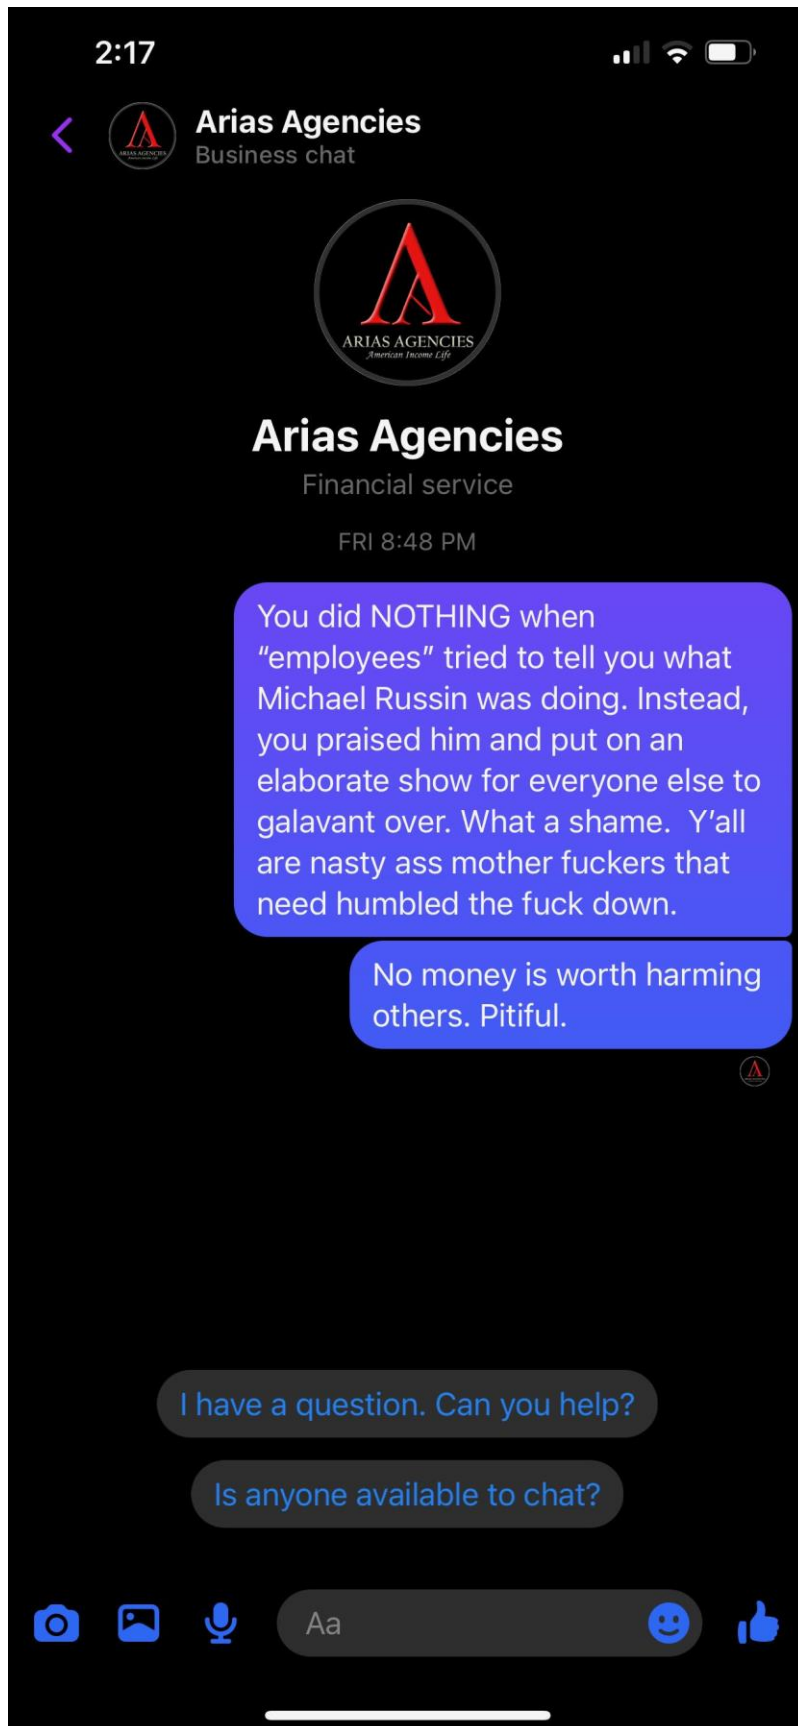 2:17
Arias Agencies
Business chat
ARIAS AGENCIES
American Income Life
Arias Agencies
Financial service
FRI 8:48 PM
You did NOTHING when
“employees” tried to tell you what
Michael Russin was doing. Instead,
you praised him and put on an
elaborate show for everyone else to
galavant over. What a shame.  Y’all
are nasty ass mother fuckers that
need humbled the fuck down.
No money is worth harming
others. Pitiful.
I have a question. Can you help?
Is anyone available to chat?
Aa